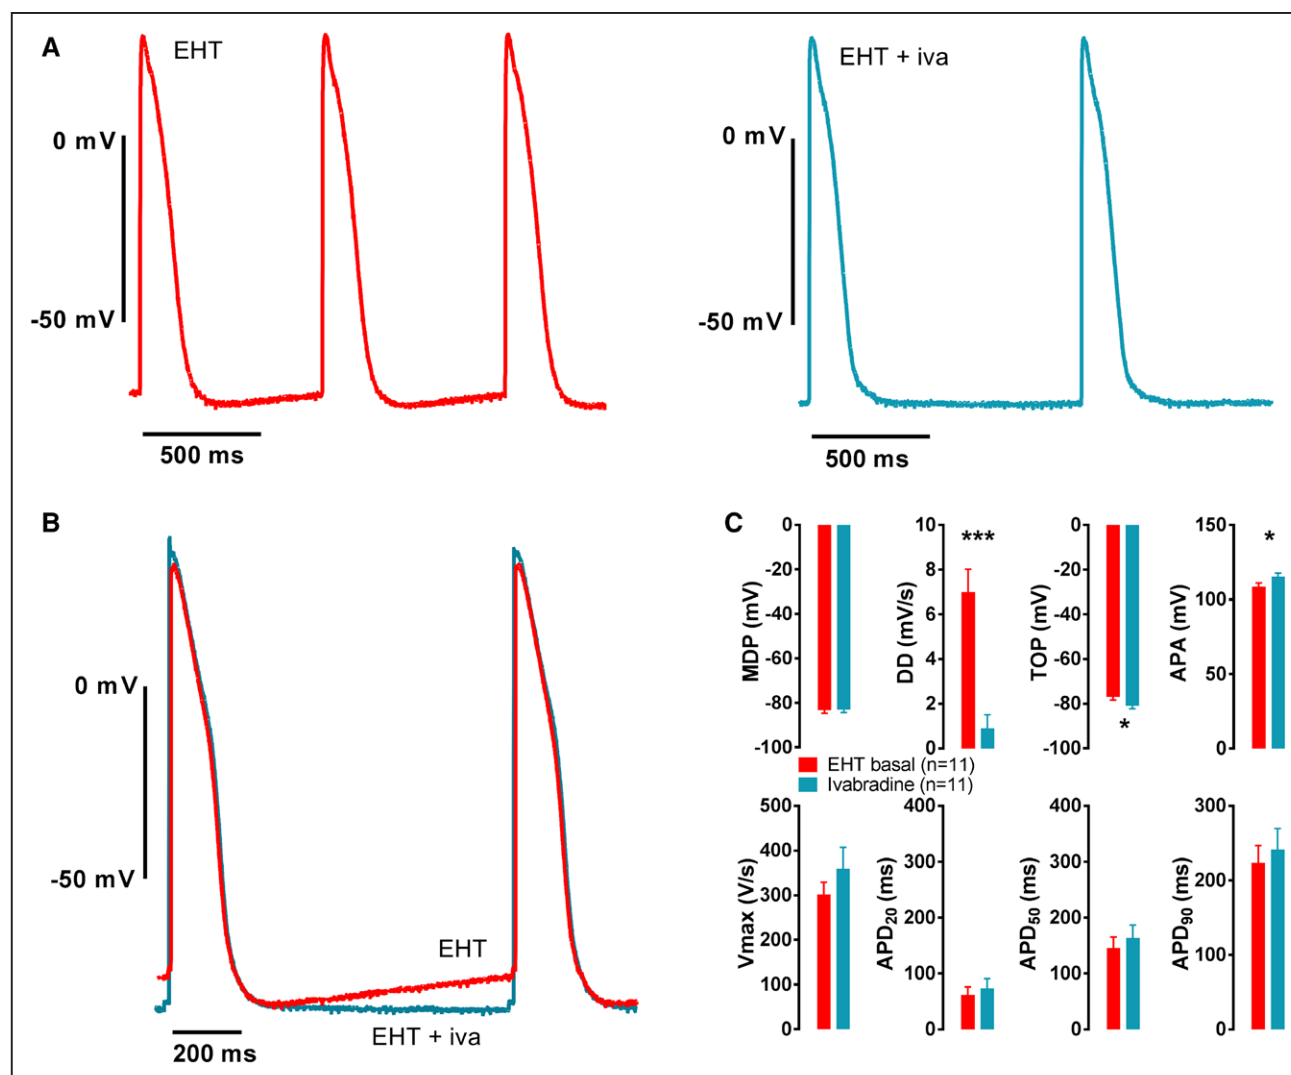 A
EHT
0 mV
-50 mV
500 ms
EHT + iva
0 mV
-50 mV
500 ms
B
0 mV
-50 mV
EHT
EHT + iva
200 ms
C
MDP (mV)
0
-20
-40
-60
-80
-100
DD (mV/s)
10
8
6
4
2
0
***
TOP (mV)
0
-20
-40
-60
-80
-100
*
APA (mV)
150
100
50
0
*
EHT basal (n=11)
Ivabradine (n=11)
Vmax (V/s)
500
400
300
200
100
0
APD20 (ms)
400
300
200
100
0
APD50 (ms)
400
300
200
100
0
APD90 (ms)
300
200
100
0